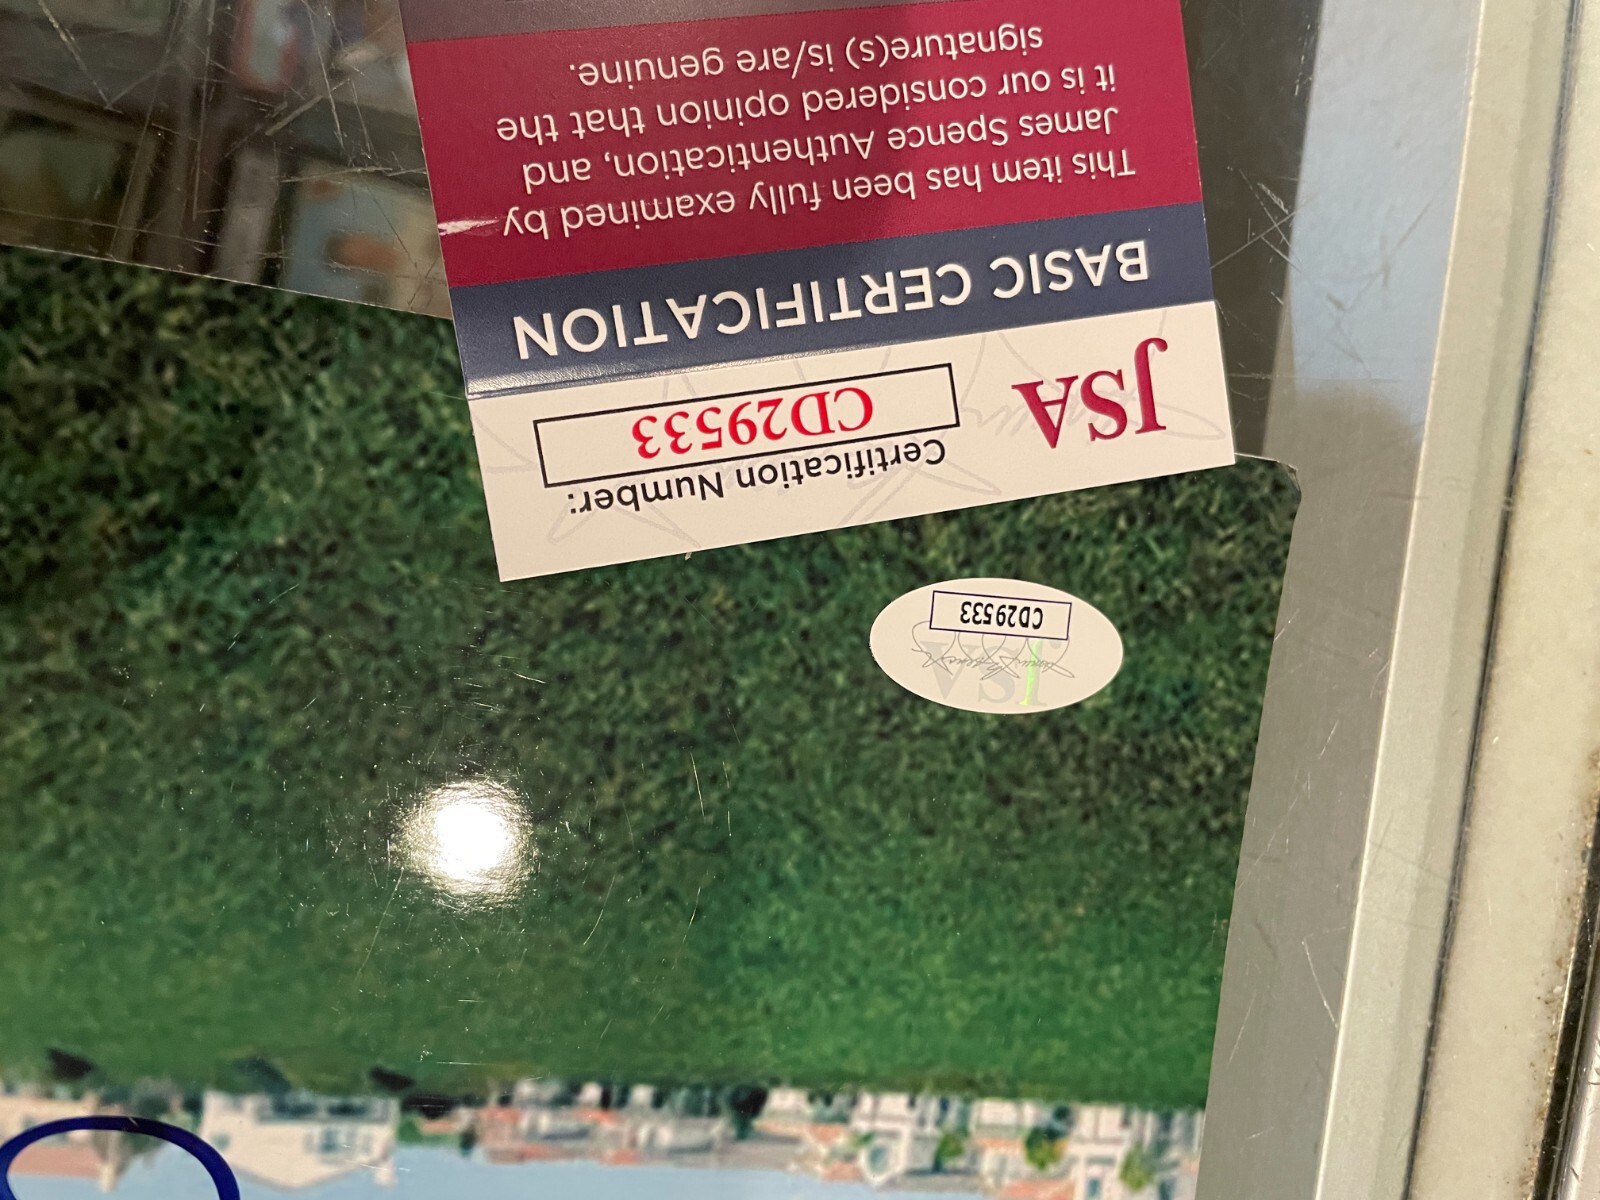 JSA
Certification Number:
CD29533
BASIC CERTIFICATION
This item has been fully examined by
James Spence Authentication, and
it is our considered opinion that the
signature(s) is/are genuine.
JSA
CD29533